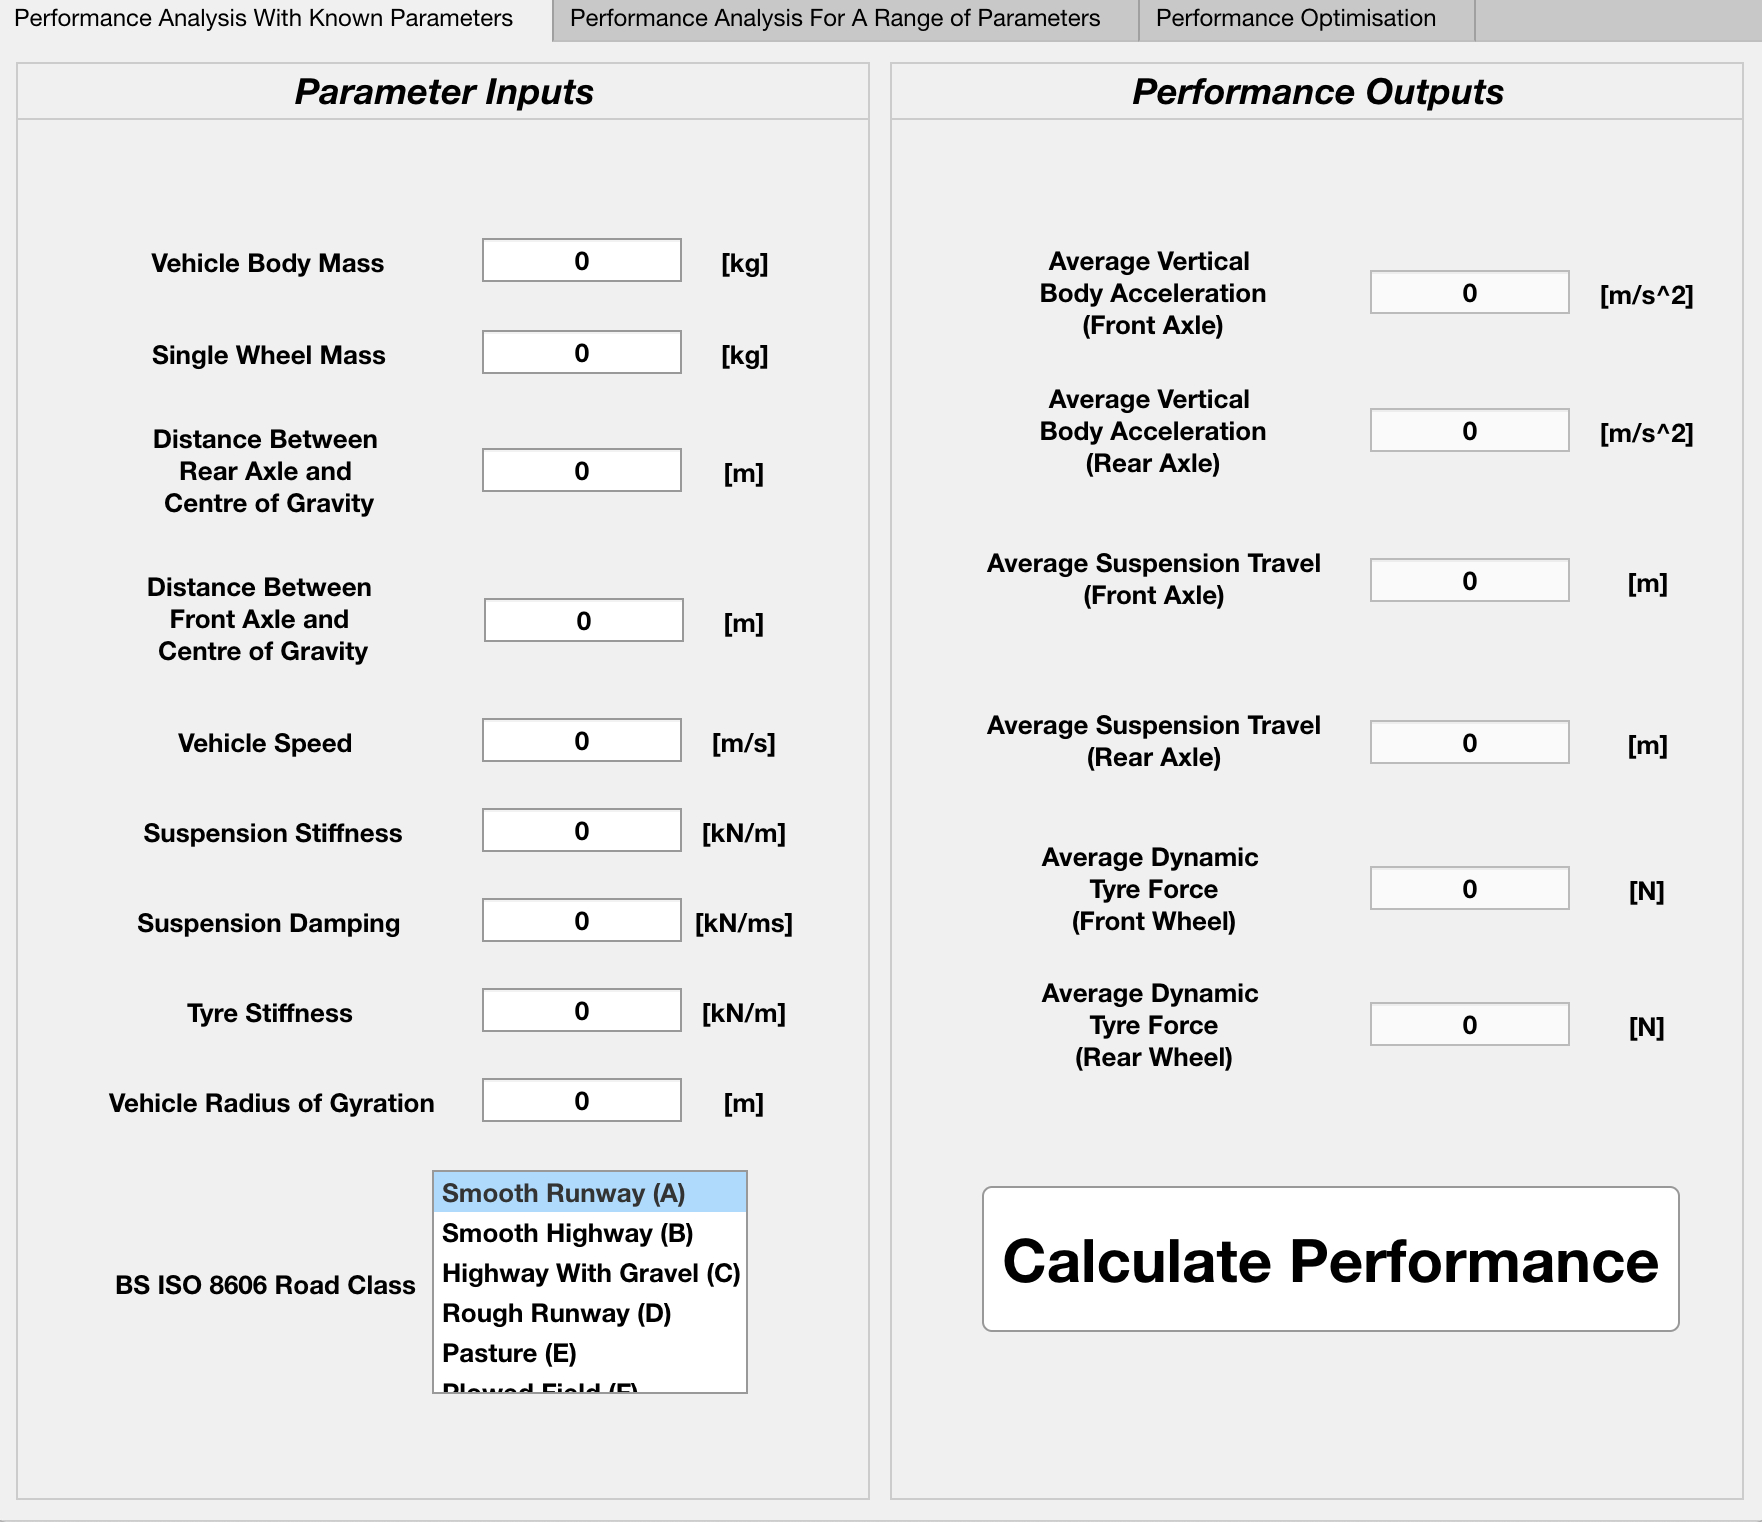 Performance Analysis With Known Parameters
Performance Analysis For A Range of Parameters
Performance Optimisation
Parameter Inputs
Vehicle Body Mass 0 [kg]
Single Wheel Mass 0 [kg]
Distance Between
Rear Axle and 0 [m]
Centre of Gravity
Distance Between
Front Axle and 0 [m]
Centre of Gravity
Vehicle Speed 0 [m/s]
Suspension Stiffness 0 [kN/m]
Suspension Damping 0 [kN/ms]
Tyre Stiffness 0 [kN/m]
Vehicle Radius of Gyration 0 [m]
BS ISO 8606 Road Class
Smooth Runway (A)
Smooth Highway (B)
Highway With Gravel (C)
Rough Runway (D)
Pasture (E)
Plowed Field (F)
Performance Outputs
Average Vertical
Body Acceleration 0 [m/s^2]
(Front Axle)
Average Vertical
Body Acceleration 0 [m/s^2]
(Rear Axle)
Average Suspension Travel
(Front Axle) 0 [m]
Average Suspension Travel
(Rear Axle) 0 [m]
Average Dynamic
Tyre Force 0 [N]
(Front Wheel)
Average Dynamic
Tyre Force 0 [N]
(Rear Wheel)
Calculate Performance